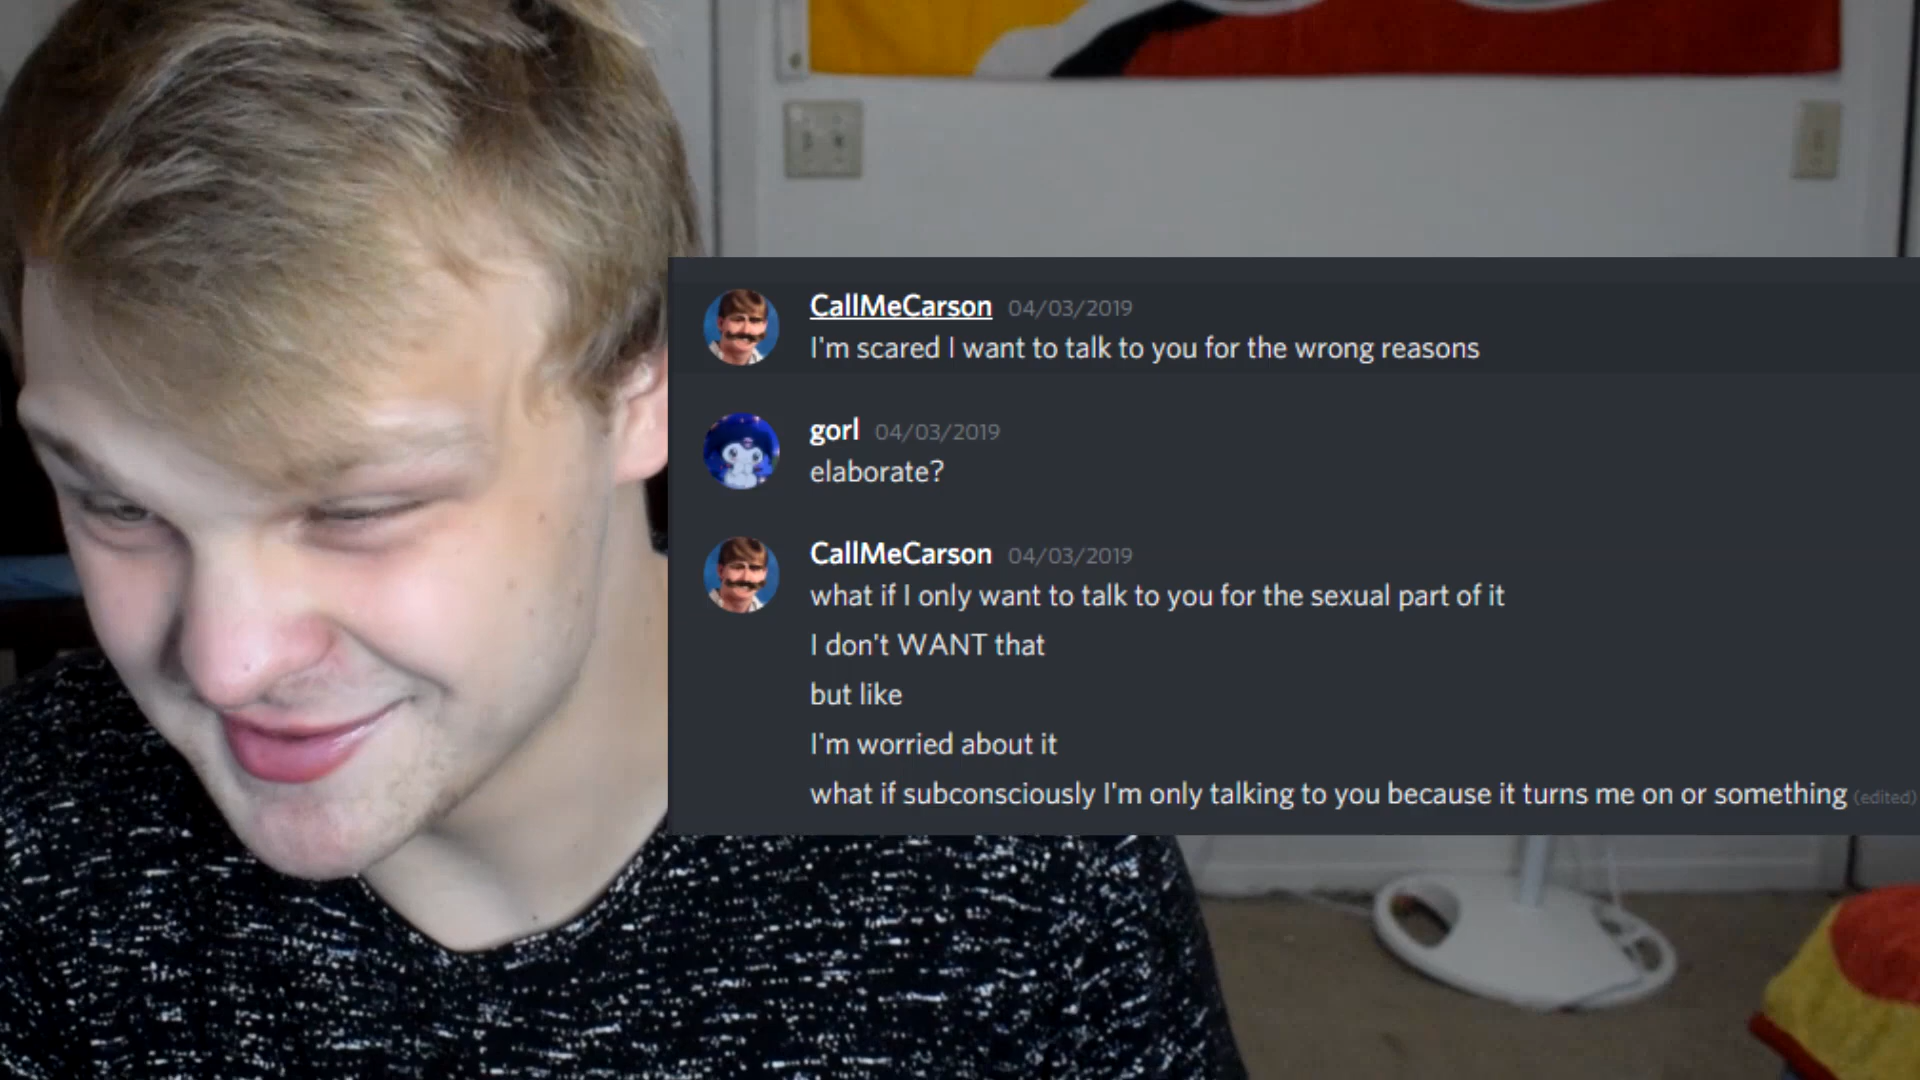 CallMeCarson 04/03/2019
I'm scared I want to talk to you for the wrong reasons
gorl 04/03/2019
elaborate?
CallMeCarson 04/03/2019
what if I only want to talk to you for the sexual part of it
I don't WANT that
but like
I'm worried about it
what if subconsciously I'm only talking to you because it turns me on or something (edited)